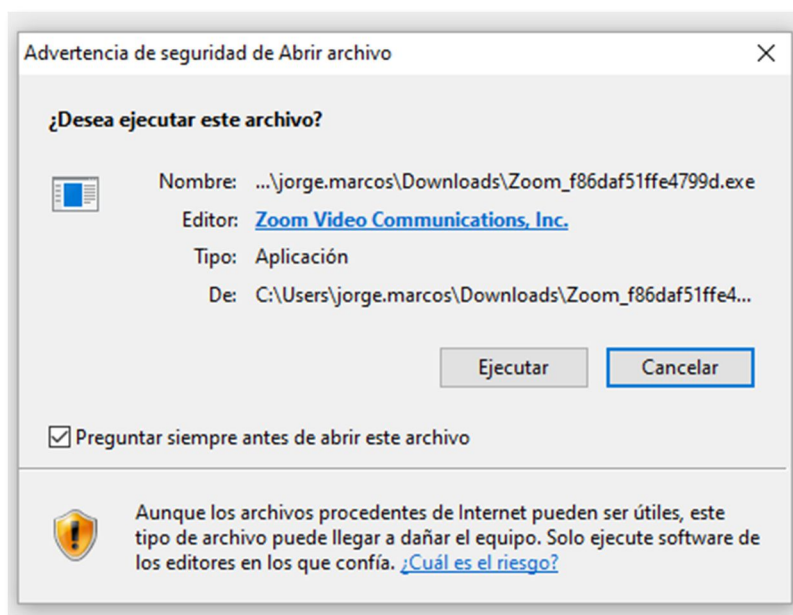 Advertencia de seguridad de Abrir archivo
¿Desea ejecutar este archivo?
Nombre: ...\jorge.marcos\Downloads\Zoom_f86daf51ffe4799d.exe
Editor: Zoom Video Communications, Inc.
Tipo: Aplicación
De: C:\Users\jorge.marcos\Downloads\Zoom_f86daf51ffe4...
Ejecutar Cancelar
Preguntar siempre antes de abrir este archivo
Aunque los archivos procedentes de Internet pueden ser útiles, este
tipo de archivo puede llegar a dañar el equipo. Solo ejecute software de
los editores en los que confía. ¿Cuál es el riesgo?